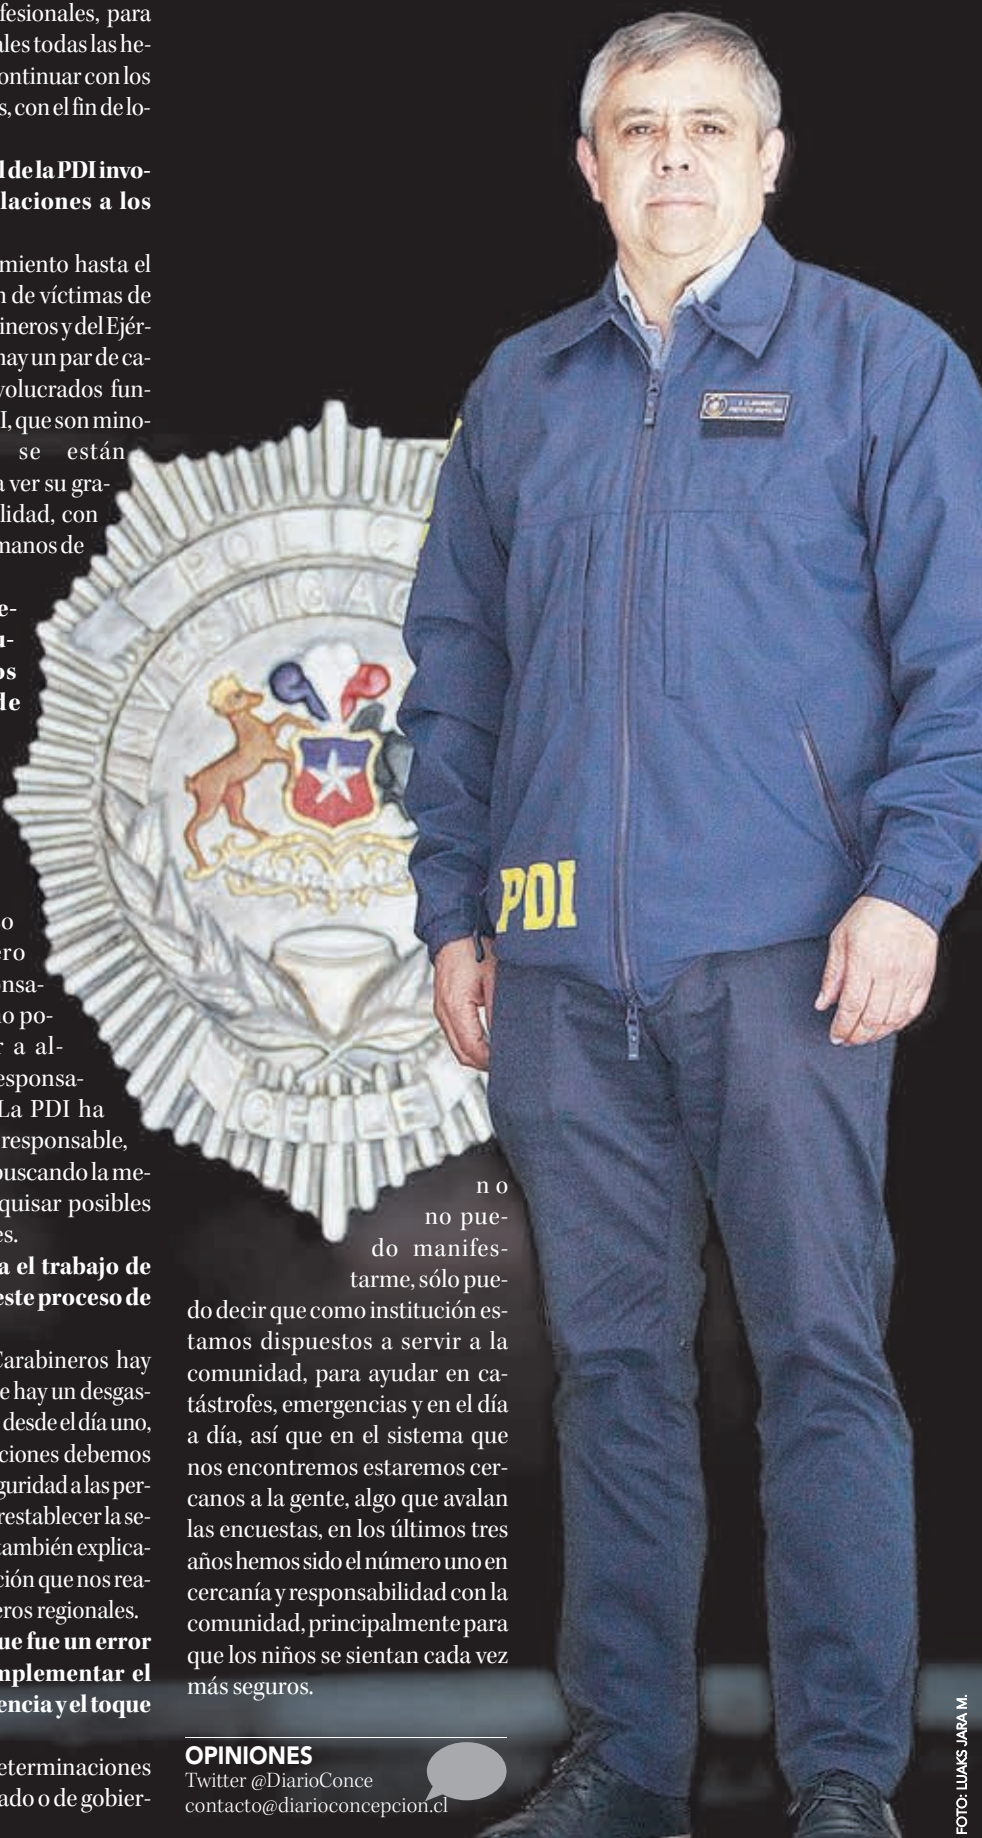 fesionales, para
ales todas las he-
ontinuar con los
s, con el fin de lo-
l de la PDI invo-
laciones a los
miento hasta el
n de víctimas de
ineros y del Ejér-
hay un par de ca-
volucrados fun-
I, que son mino-
se están
a ver su gra-
lidad, con
manos de
e-
u-
os
de
o
ero
onsa-
no po-
r a al-
esponsa-
La PDI ha
responsable,
buscando la me-
quisar posibles
es.
a el trabajo de
este proceso de
Carabineros hay
e hay un desgas-
desde el día uno,
ciones debemos
guridad a las per-
restablecer la se-
también explica-
ción que nos rea-
eros regionales.
ue fue un error
mplementar el
encia y el toque
eterminaciones
ado o de gobier-
n o
no pue-
do manifes-
tarme, sólo pue-
do decir que como institución es-
tamos dispuestos a servir a la
comunidad, para ayudar en ca-
tástrofes, emergencias y en el día
a día, así que en el sistema que
nos encontremos estaremos cer-
canos a la gente, algo que avalan
las encuestas, en los últimos tres
años hemos sido el número uno en
cercanía y responsabilidad con la
comunidad, principalmente para
que los niños se sientan cada vez
más seguros.
OPINIONES
Twitter @DiarioConce
contacto@diarioconcepcion.cl
POLIC
INVESTIGAC
CHILE
PDI
FOTO: LUAKS JARA M.